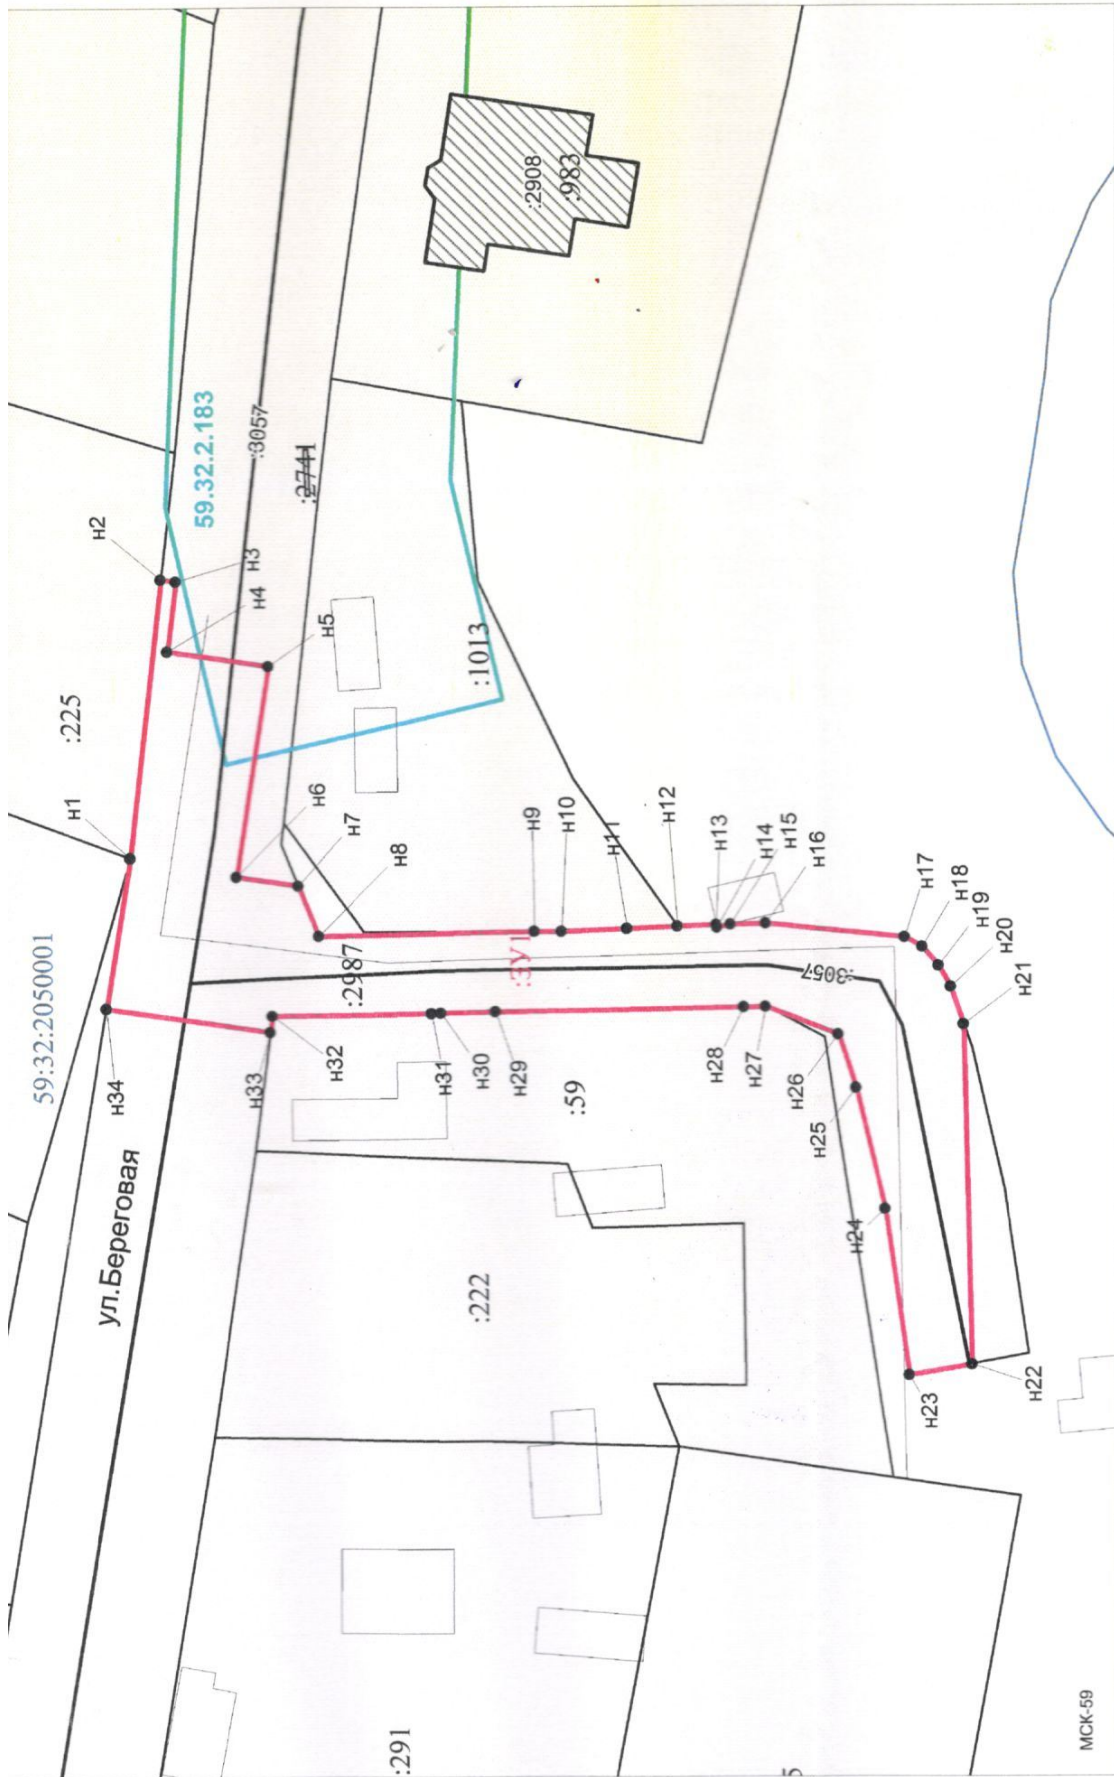 59:32:2050001
:225
н1
н2
н3
н4
59.32.2.183
:3057
:2741
ул.Береговая
н34
н33
н32
н5
н6
н7
н8
:2987
:1013
:2908
:983
н31
н30
н29
:3У1
н9
н10
н11
н12
:59
:222
:291
н28
н27
н26
н25
н24
н23
н22
:3057
н13
н14
н15
н16
н17
н18
н19
н20
н21
5
МСК-59